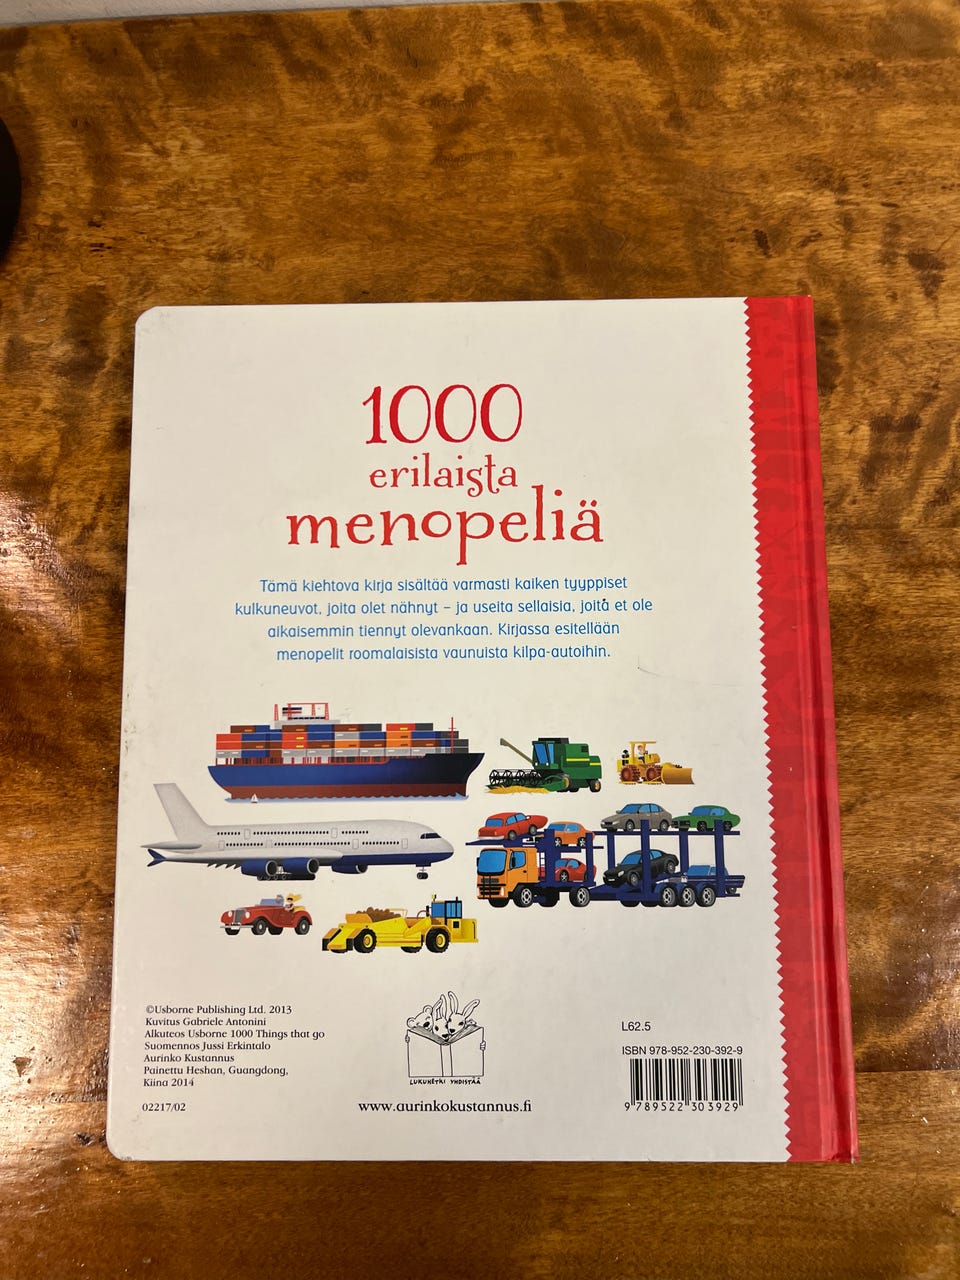 1000
erilaista
menopeliä
Tämä kiehtova kirja sisältää varmasti kaiken tyyppiset
kulkuneuvot, joita olet nähnyt – ja useita sellaisia, joita et ole
aikaisemmin tiennyt olevankaan. Kirjassa esitellään
menopelit roomalaisista vaunuista kilpa-autoihin.
©Usborne Publishing Ltd. 2013
Kuvitus Gabriele Antonini
Alkuteos Usborne 1000 Things that go
Suomennos Jussi Erkintalo
Aurinko Kustannus
Painettu Heshan, Guangdong,
Kiina 2014
02217/02
LUKUHETKI YHDISTÄÄ
www.aurinkokustannus.fi
L62.5
ISBN 978-952-230-392-9
9 789522 303929